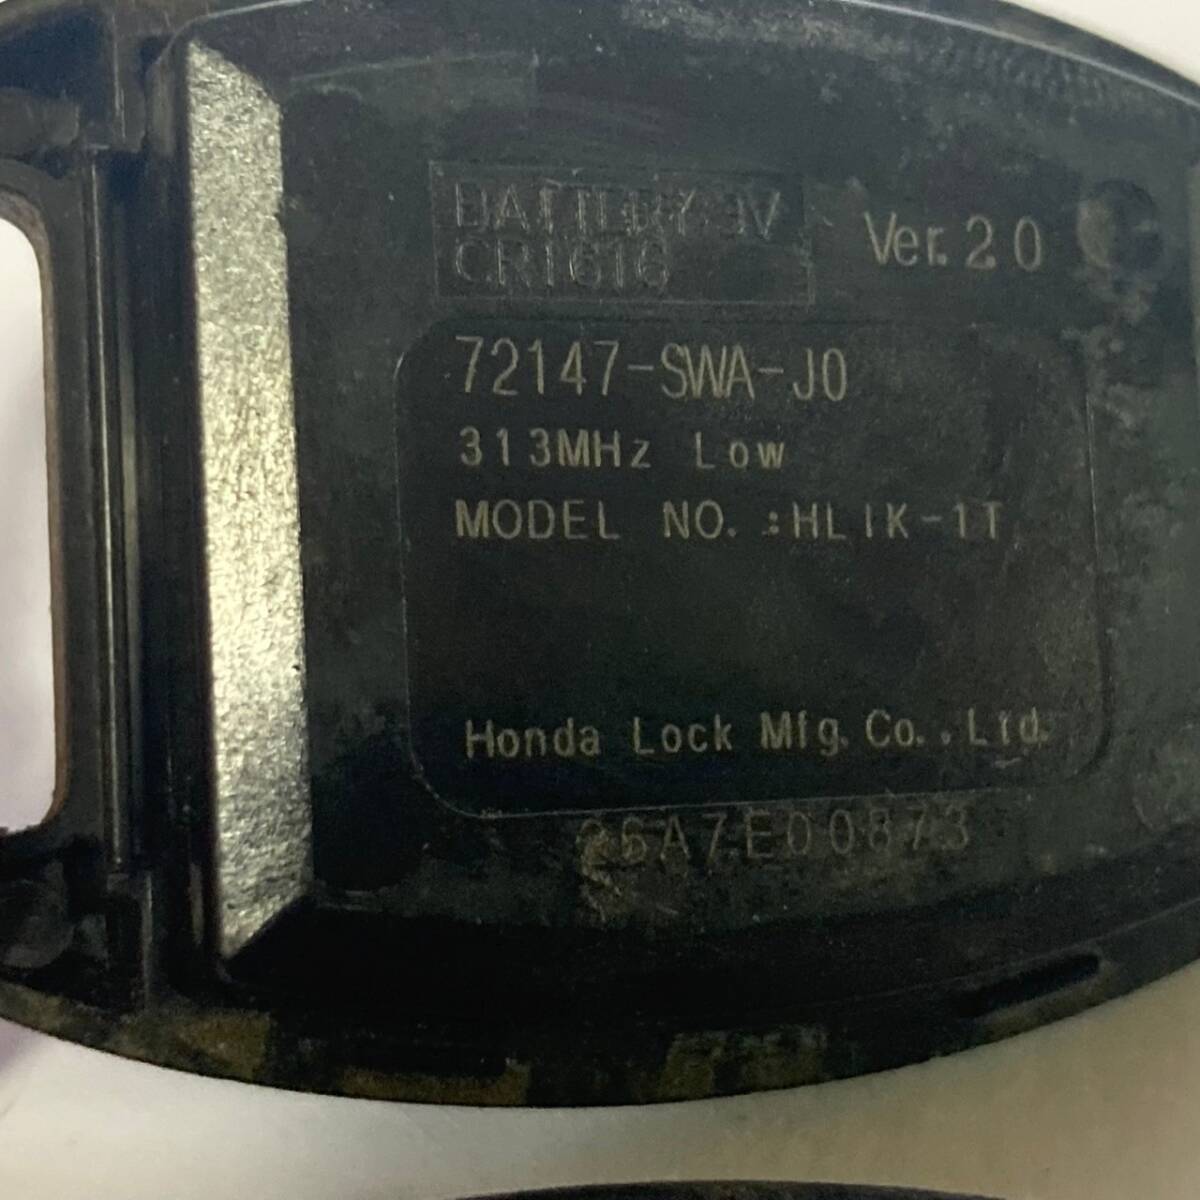 BATTERY 3V
CR1616
Ver. 2.0
72147-SWA-J0
313MHz Low
MODEL NO. :HLIK-1T
Honda Lock Mfg. Co., Ltd.
26A7E00873